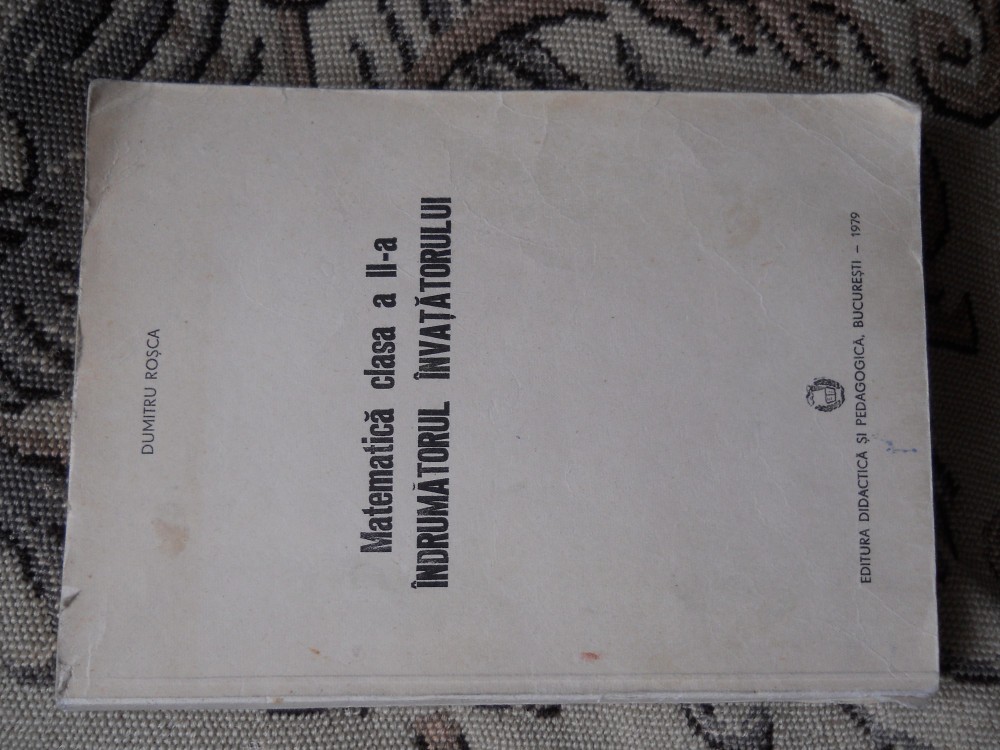 DUMITRU ROȘCA
Matematică clasa a II-a
ÎNDRUMĂTORUL ÎNVĂȚĂTORULUI
EDITURA DIDACTICĂ ȘI PEDAGOGICĂ, BUCUREȘTI – 1979